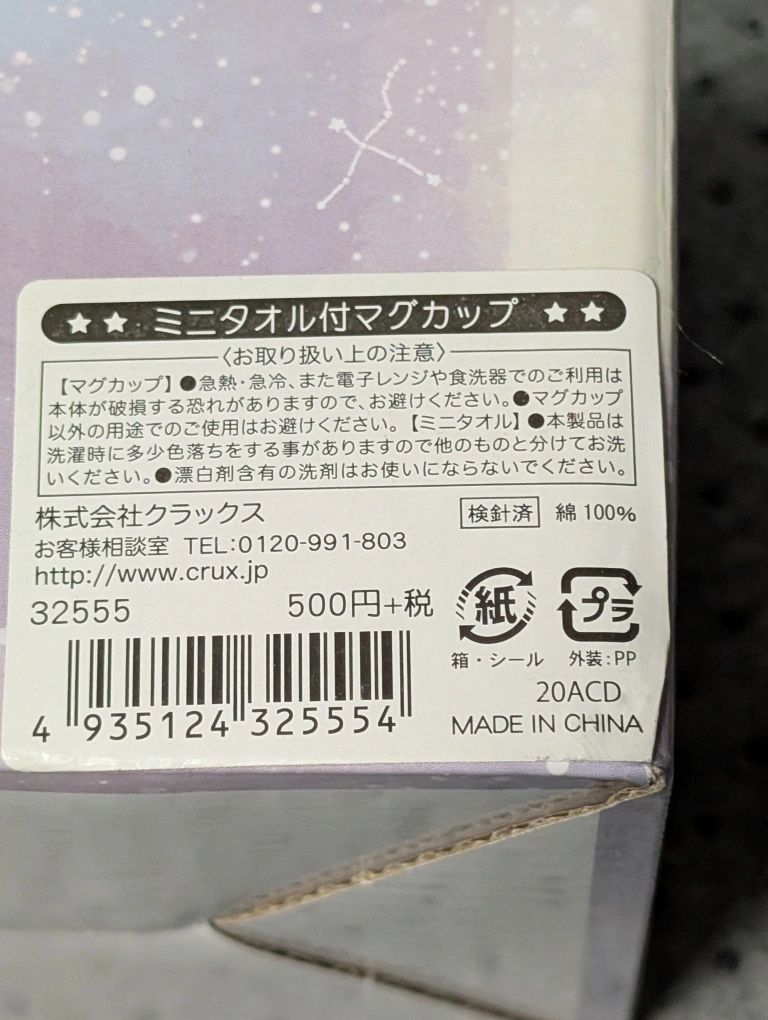 ★★ ミニタオル付マグカップ ★★
〈お取り扱い上の注意〉
【マグカップ】●急熱・急冷、また電子レンジや食洗器でのご利用は
本体が破損する恐れがありますので、お避けください。●マグカップ
以外の用途でのご使用はお避けください。【ミニタオル】●本製品は
洗濯時に多少色落ちをする事がありますので他のものと分けてお洗
いください。●漂白剤含有の洗剤はお使いにならないでください。
株式会社クラックス
検針済 綿100%
お客様相談室 TEL:0120-991-803
http://www.crux.jp
32555 500円+税
紙 プラ
箱・シール 外装:PP
20ACD
4 935124 325554
MADE IN CHINA